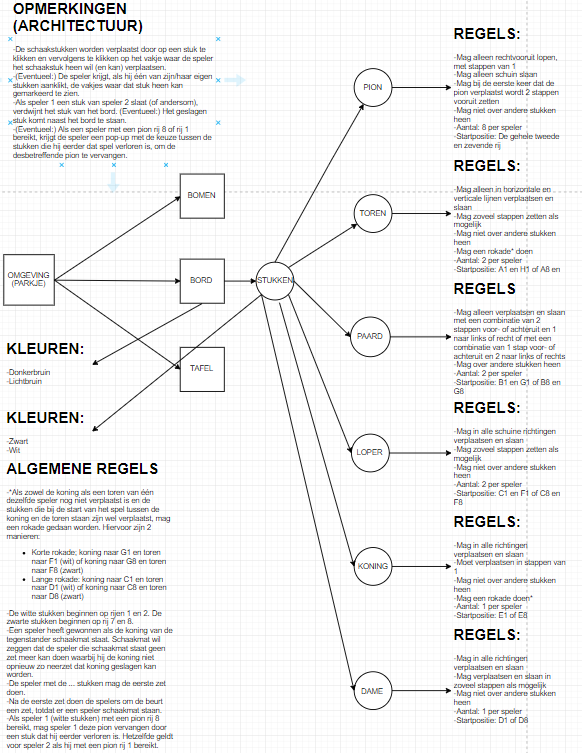 OPMERKINGEN
(ARCHITECTUUR)
-De schaakstukken worden verplaatst door op een stuk te
klikken en vervolgens te klikken op het vakje waar de speler
het schaakstuk heen wil (en kan) verplaatsen.
-(Eventueel:) De speler krijgt, als hij één van zijn/haar eigen
stukken aanklikt, de vakjes waar dat stuk heen kan
gemarkeerd te zien.
-Als speler 1 een stuk van speler 2 slaat (of andersom),
verdwijnt het stuk van het bord. (Eventueel:) Het geslagen
stuk komt naast het bord te staan.
-(Eventueel:) Als een speler met een pion rij 8 of rij 1
bereikt, krijgt de speler een pop-up met de keuze tussen de
stukken die hij eerder dat spel verloren is, om de
desbetreffende pion te vervangen.
BOMEN
OMGEVING
(PARKJE)
BORD
STUKKEN
TAFEL
KLEUREN:
-Donkerbruin
-Lichtbruin
KLEUREN:
-Zwart
-Wit
ALGEMENE REGELS
-*Als zowel de koning als een toren van één
dezelfde speler nog niet verplaatst is en de
stukken die bij de start van het spel tussen de
koning en de toren staan zijn wel verplaatst, mag
een rokade gedaan worden. Hiervoor zijn 2
manieren:
• Korte rokade: koning naar G1 en toren
naar F1 (wit) of koning naar G8 en toren
naar F8 (zwart)
• Lange rokade: koning naar C1 en toren
naar D1 (wit) of koning naar C8 en toren
naar D8 (zwart)
-De witte stukken beginnen op rijen 1 en 2. De
zwarte stukken beginnen op rij 7 en 8.
-Een speler heeft gewonnen als de koning van de
tegenstander schaakmat staat. Schaakmat wil
zeggen dat de speler die schaakmat staat geen
zet meer kan doen waarbij hij de koning niet
opnieuw zo neerzet dat koning geslagen kan
worden.
-De speler met de ... stukken mag de eerste zet
doen.
-Na de eerste zet doen de spelers om de beurt
een zet, totdat er een speler schaakmat staan.
-Als speler 1 (witte stukken) met een pion rij 8
bereikt, mag speler 1 deze pion vervangen door
een stuk dat hij eerder verloren is. Hetzelfde geldt
voor speler 2 als hij met een pion rij 1 bereikt.
PION
REGELS:
-Mag alleen rechtvooruit lopen,
met stappen van 1
-Mag alleen schuin slaan
-Mag bij de eerste keer dat de
pion verplaatst wordt 2 stappen
vooruit zetten
-Mag niet over andere stukken
heen
-Aantal: 8 per speler
-Startpositie: De gehele tweede
en zevende rij
TOREN
REGELS:
-Mag alleen in horizontale en
verticale lijnen verplaatsen en
slaan
-Mag zoveel stappen zetten als
mogelijk
-Mag niet over andere stukken
heen
-Mag een rokade* doen
-Aantal: 2 per speler
-Startpositie: A1 en H1 of A8 en
PAARD
REGELS
-Mag alleen verplaatsen en slaan
met een combinatie van 2
stappen voor- of achteruit en 1
naar links of rechts of met een
combinatie van 1 stap voor- of
achteruit en 2 naar links of rechts
-Mag over andere stukken heen
-Aantal: 2 per speler
-Startpositie: B1 en G1 of B8 en
G8
LOPER
REGELS:
-Mag in alle schuine richtingen
verplaatsen en slaan
-Mag zoveel stappen zetten als
mogelijk
-Mag niet over andere stukken
heen
-Aantal: 2 per speler
-Startpositie: C1 en F1 of C8 en
F8
KONING
REGELS:
-Mag in alle richtingen
verplaatsen en slaan
-Moet verplaatsen in stappen van
1
-Mag niet over andere stukken
heen
-Mag een rokade doen*
-Aantal: 1 per speler
-Startpositie: E1 of E8
DAME
REGELS:
-Mag in alle richtingen
verplaatsen en slaan
-Mag verplaatsen en slaan in
zoveel stappen als mogelijk
-Mag niet over andere stukken
heen
-Aantal: 1 per speler
-Startpositie: D1 of D8